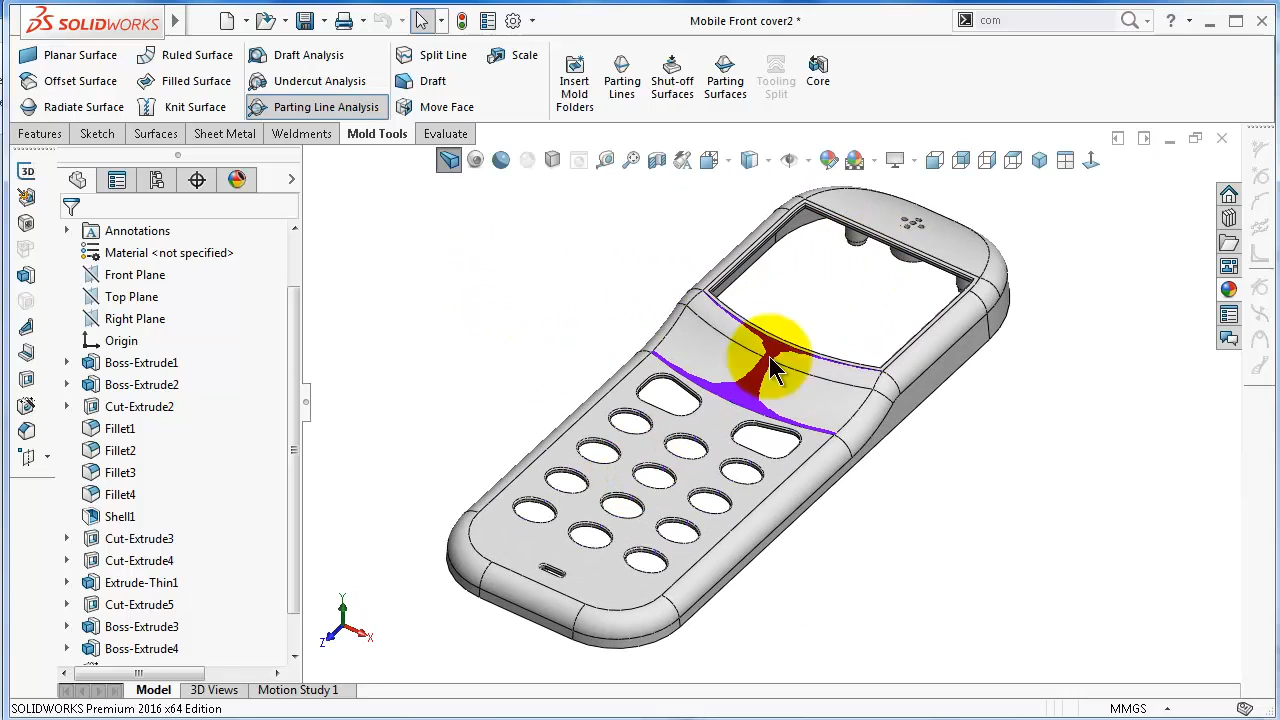 SOLIDWORKS
Mobile Front cover2 *
com
Planar Surface
Ruled Surface
Draft Analysis
Split Line
Scale
Offset Surface
Filled Surface
Undercut Analysis
Draft
Radiate Surface
Knit Surface
Parting Line Analysis
Move Face
Insert
Mold
Folders
Parting
Lines
Shut-off
Surfaces
Parting
Surfaces
Tooling
Split
Core
Features
Sketch
Surfaces
Sheet Metal
Weldments
Mold Tools
Evaluate
3D
Annotations
Material <not specified>
Front Plane
Top Plane
Right Plane
Origin
Boss-Extrude1
Boss-Extrude2
Cut-Extrude2
Fillet1
Fillet2
Fillet3
Fillet4
Shell1
Cut-Extrude3
Cut-Extrude4
Extrude-Thin1
Cut-Extrude5
Boss-Extrude3
Boss-Extrude4
Y
X
Z
Model
3D Views
Motion Study 1
SOLIDWORKS Premium 2016 x64 Edition
MMGS